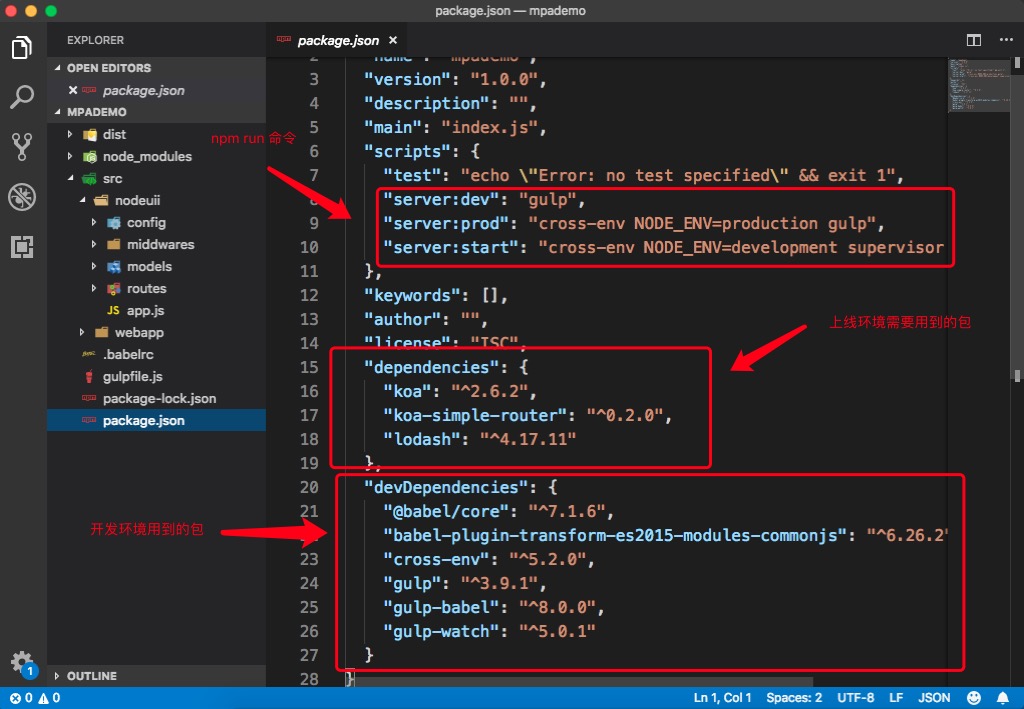 package.json — mpademo
EXPLORER
OPEN EDITORS
package.json
MPADEMO
dist
node_modules
src
nodeuii
config
middwares
models
routes
JS app.js
webapp
.babelrc
gulpfile.js
package-lock.json
package.json
OUTLINE
1
npm run 命令
上线环境需要用到的包
开发环境用到的包
package.json
2 "name": "mpademo",
3 "version": "1.0.0",
4 "description": "",
5 "main": "index.js",
6 "scripts": {
7 "test": "echo \"Error: no test specified\" && exit 1",
8 "server:dev": "gulp",
9 "server:prod": "cross-env NODE_ENV=production gulp",
10 "server:start": "cross-env NODE_ENV=development supervisor
11 },
12 "keywords": [],
13 "author": "",
14 "license": "ISC",
15 "dependencies": {
16 "koa": "^2.6.2",
17 "koa-simple-router": "^0.2.0",
18 "lodash": "^4.17.11"
19 },
20 "devDependencies": {
21 "@babel/core": "^7.1.6",
22 "babel-plugin-transform-es2015-modules-commonjs": "^6.26.2"
23 "cross-env": "^5.2.0",
24 "gulp": "^3.9.1",
25 "gulp-babel": "^8.0.0",
26 "gulp-watch": "^5.0.1"
27 }
28 }
0 0
Ln 1, Col 1 Spaces: 2 UTF-8 LF JSON